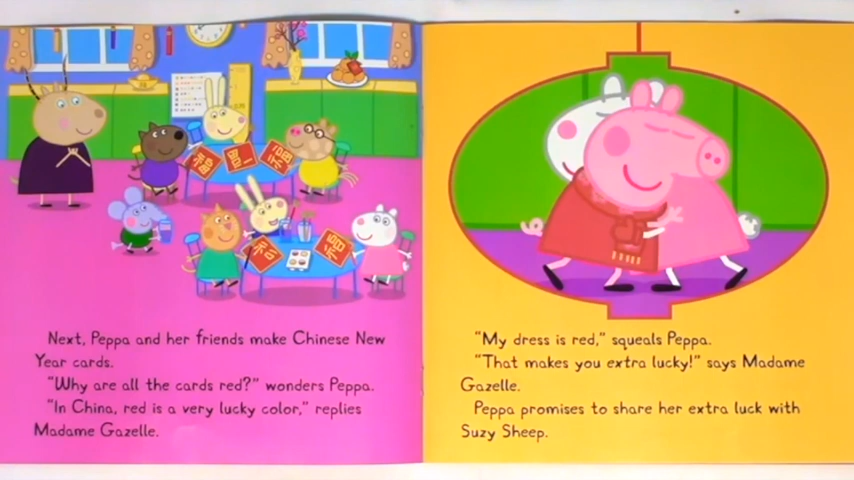 Next, Peppa and her friends make Chinese New
Year cards.
"Why are all the cards red?" wonders Peppa.
"In China, red is a very lucky color," replies
Madame Gazelle.
"My dress is red," squeals Peppa.
"That makes you extra lucky!" says Madame
Gazelle.
Peppa promises to share her extra luck with
Suzy Sheep.